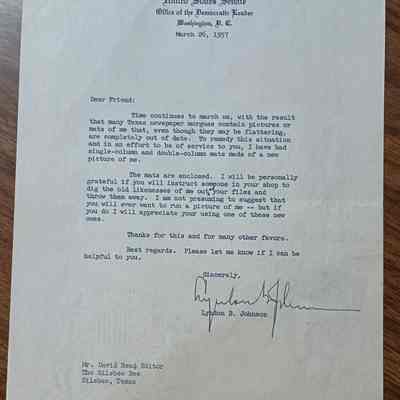 United States Senate
Office of the Democratic Leader
Washington, D. C.
March 26, 1957
Dear Friend:
Time continues to march on, with the result
that many Texas newspaper morgues contain pictures or
mats of me that, even though they may be flattering,
are completely out of date. To remedy this situation
and in an effort to be of service to you, I have had
single-column and double-column mats made of a new
picture of me.
The mats are enclosed. I will be personally
grateful if you will instruct someone in your shop to
dig the old likenesses of me out your files and
throw them away. I am not presuming to suggest that
you will ever want to run a picture of me -- but if
you do I will appreciate your using one of these new
ones.
Thanks for this and for many other favors.
Best regards. Please let me know if I can be
helpful to you.
Sincerely,
Lyndon B. Johnson
Lyndon B. Johnson
Mr. David Read Editor
The Silsbee Bee
Silsbee, Texas